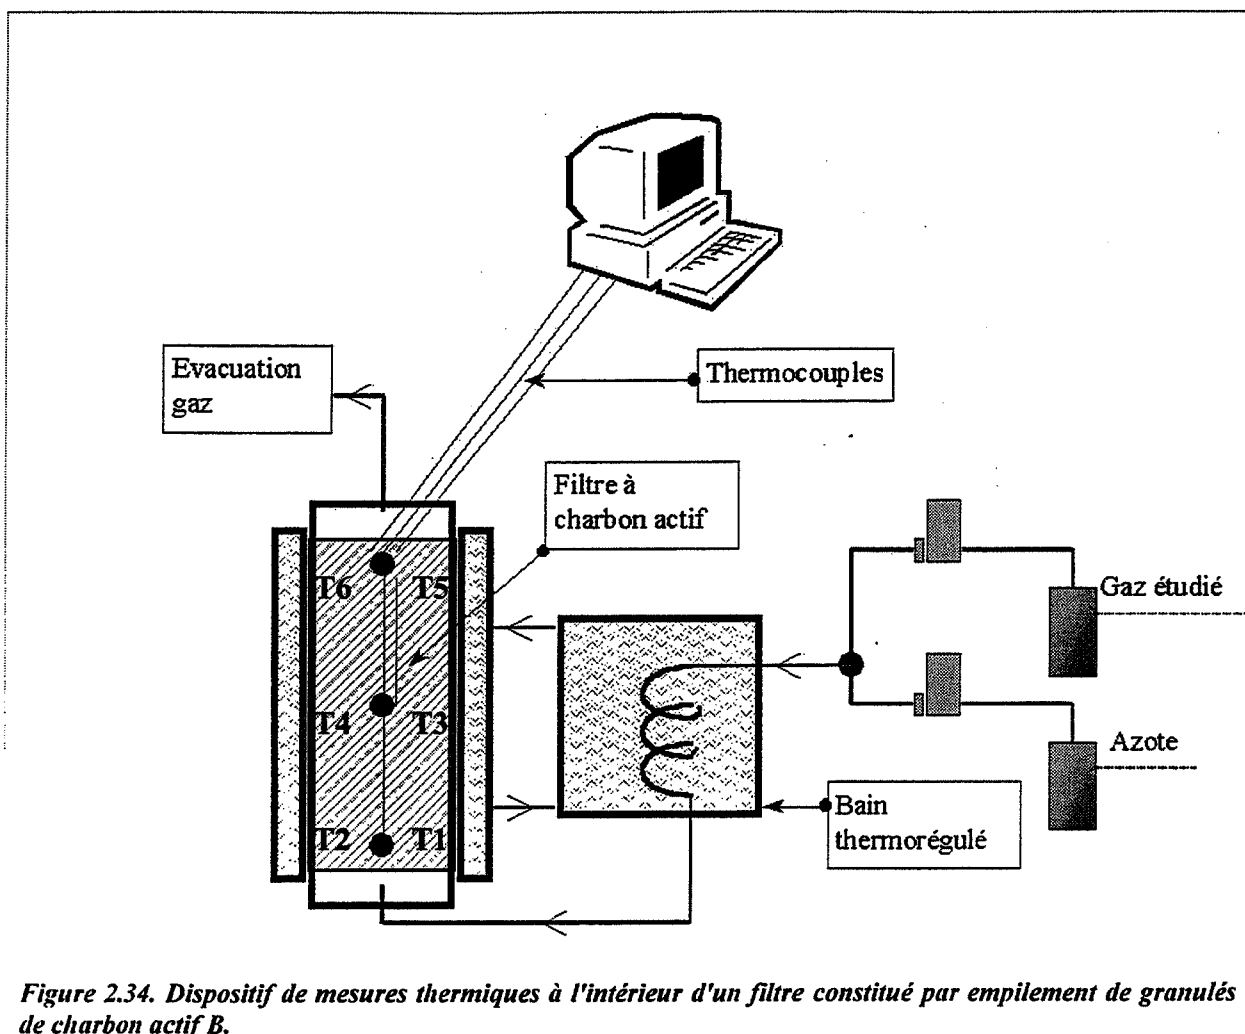 Evacuation
gaz
Thermocouples
Filtre à
charbon actif
T6 T5
Gaz étudié
T4 T3
Azote
T2 T1
Bain
thermorégulé
Figure 2.34. Dispositif de mesures thermiques à l'intérieur d'un filtre constitué par empilement de granulés
de charbon actif B.